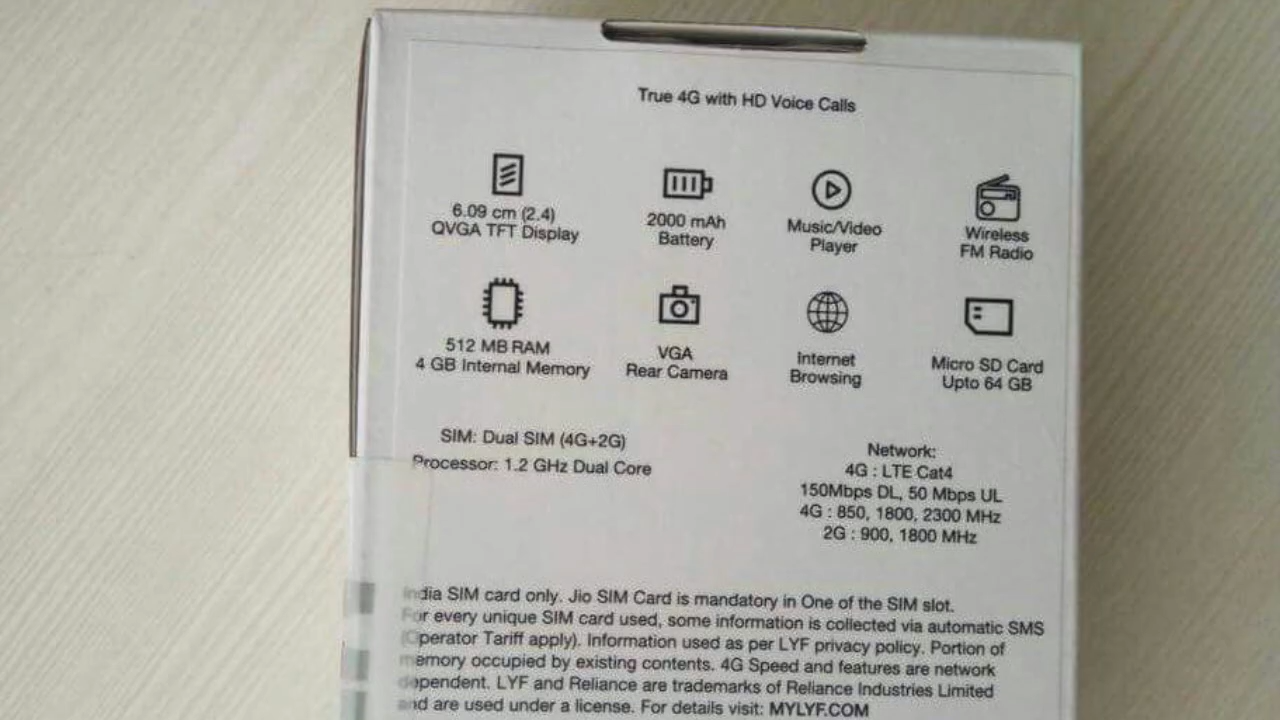 True 4G with HD Voice Calls
6.09 cm (2.4)
QVGA TFT Display
2000 mAh
Battery
Music/Video
Player
Wireless
FM Radio
512 MB RAM
4 GB Internal Memory
VGA
Rear Camera
Internet
Browsing
Micro SD Card
Upto 64 GB
SIM: Dual SIM (4G+2G)
Processor: 1.2 GHz Dual Core
Network:
4G : LTE Cat4
150Mbps DL, 50 Mbps UL
4G : 850, 1800, 2300 MHz
2G : 900, 1800 MHz
India SIM card only. Jio SIM Card is mandatory in One of the SIM slot.
For every unique SIM card used, some information is collected via automatic SMS
(Operator Tariff apply). Information used as per LYF privacy policy. Portion of
memory occupied by existing contents. 4G Speed and features are network
dependent. LYF and Reliance are trademarks of Reliance Industries Limited
and are used under a license. For details visit: MYLYF.COM